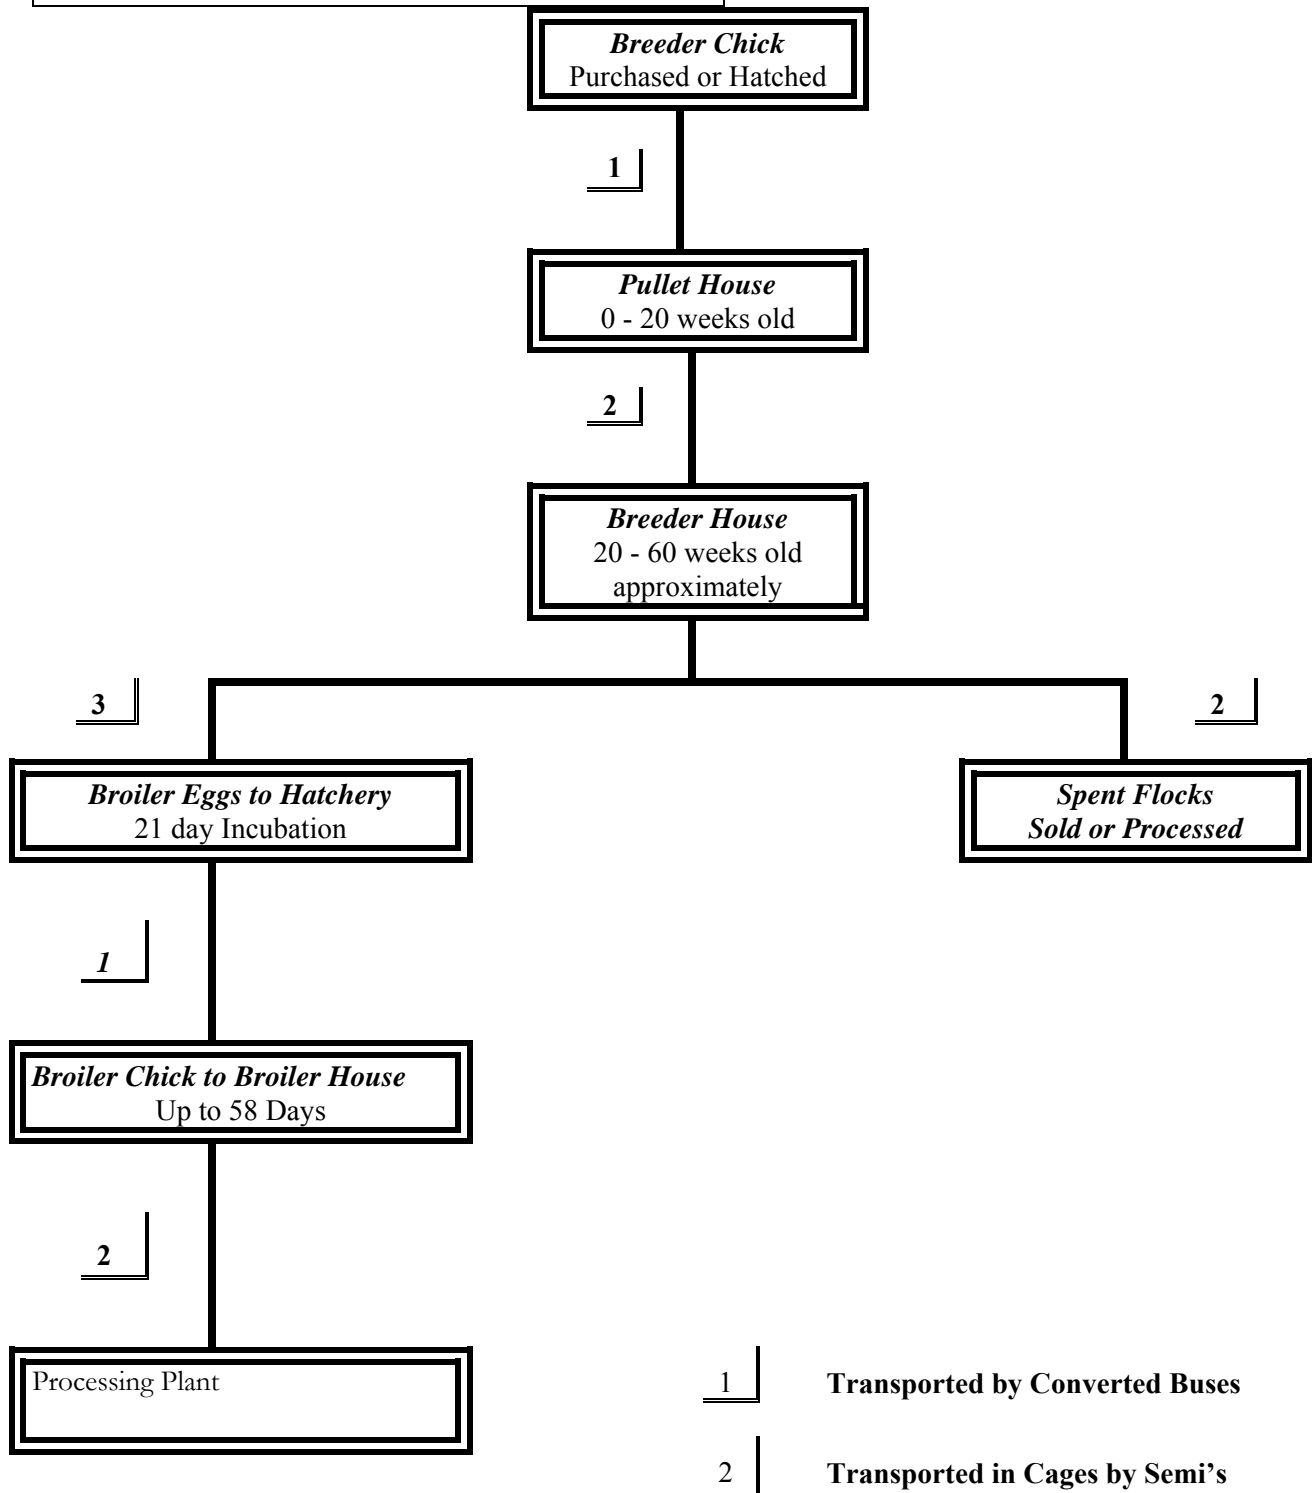 Breeder Chick
Purchased or Hatched
1
Pullet House
0 - 20 weeks old
2
Breeder House
20 - 60 weeks old
approximately
3
2
Broiler Eggs to Hatchery
21 day Incubation
Spent Flocks
Sold or Processed
1
Broiler Chick to Broiler House
Up to 58 Days
2
Processing Plant
1 Transported by Converted Buses
2 Transported in Cages by Semi's